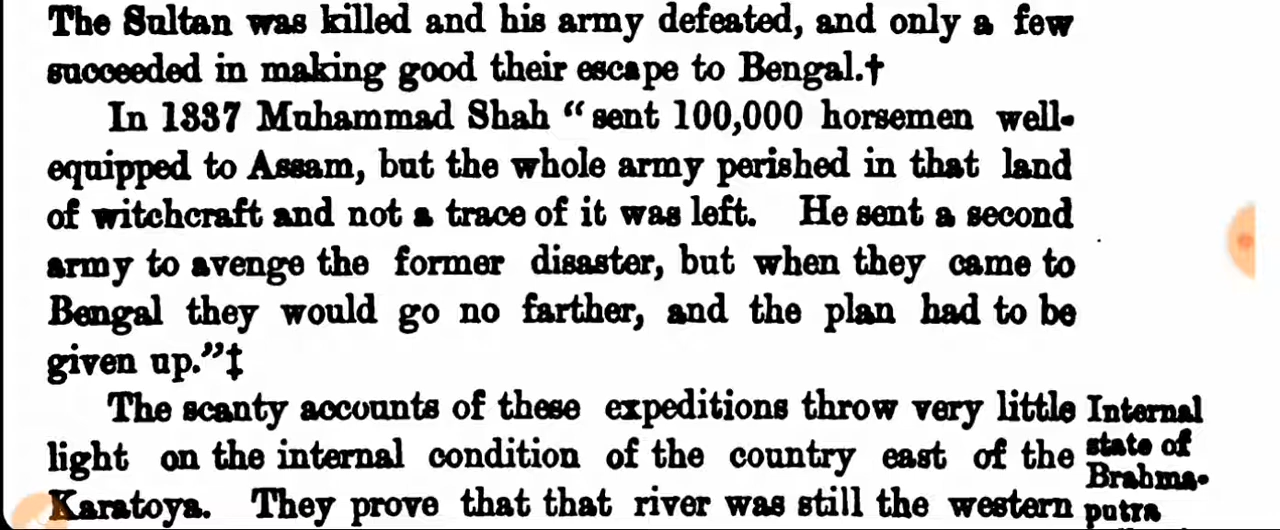 The Sultan was killed and his army defeated, and only a few
succeeded in making good their escape to Bengal.†
In 1337 Muhammad Shah “sent 100,000 horsemen well-
equipped to Assam, but the whole army perished in that land
of witchcraft and not a trace of it was left. He sent a second
army to avenge the former disaster, but when they came to
Bengal they would go no farther, and the plan had to be
given up.”‡
The scanty accounts of these expeditions throw very little
light on the internal condition of the country east of the
Karatoya. They prove that that river was still the western
Internal
state of
Brahma-
putra